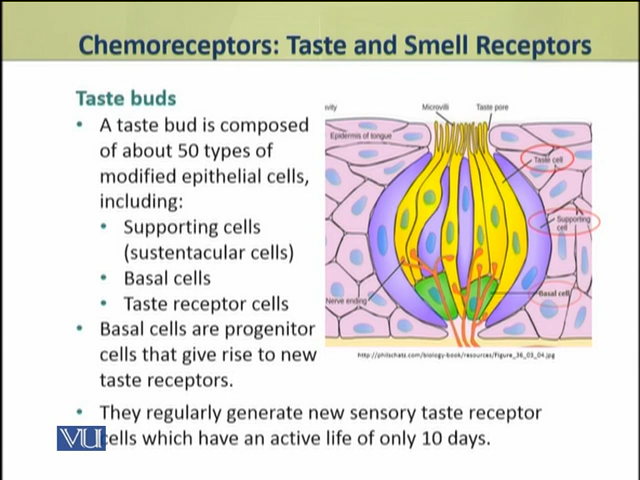 Chemoreceptors: Taste and Smell Receptors
Taste buds
• A taste bud is composed
of about 50 types of
modified epithelial cells,
including:
• Supporting cells
(sustentacular cells)
• Basal cells
• Taste receptor cells
• Basal cells are progenitor
cells that give rise to new
taste receptors.
• They regularly generate new sensory taste receptor
cells which have an active life of only 10 days.
VU
vity
Microvilli
Taste pore
Epidermis of tongue
Taste cell
Supporting
cell
Basal cell
Nerve ending
http://philschatz.com/biology-book/resources/Figure_36_03_04.jpg